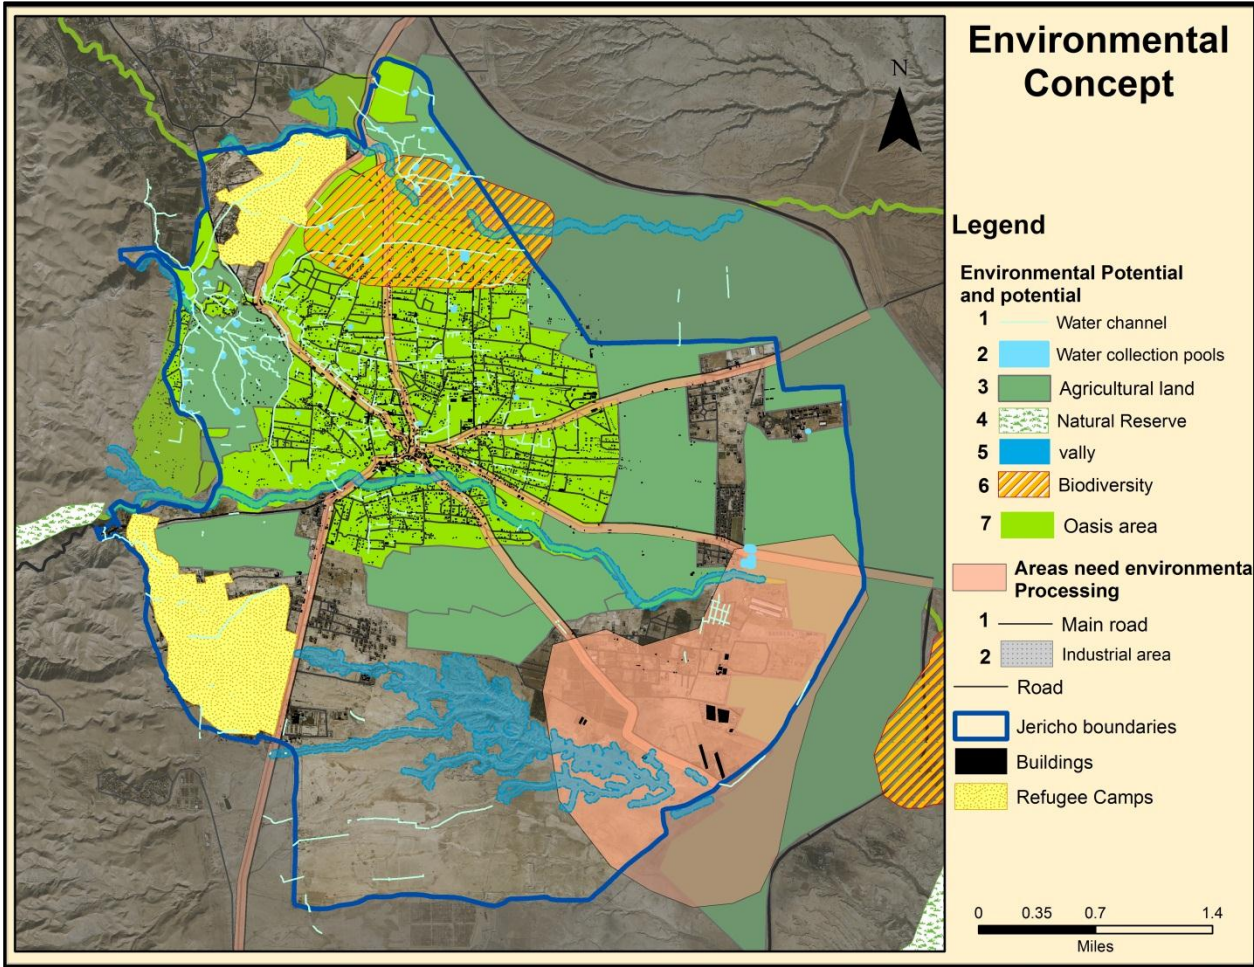 Environmental
Concept
N
Legend
Environmental Potential
and potential
1 Water channel
2 Water collection pools
3 Agricultural land
4 Natural Reserve
5 vally
6 Biodiversity
7 Oasis area
Areas need environmenta
Processing
1 Main road
2 Industrial area
Road
Jericho boundaries
Buildings
Refugee Camps
0 0.35 0.7 1.4
Miles